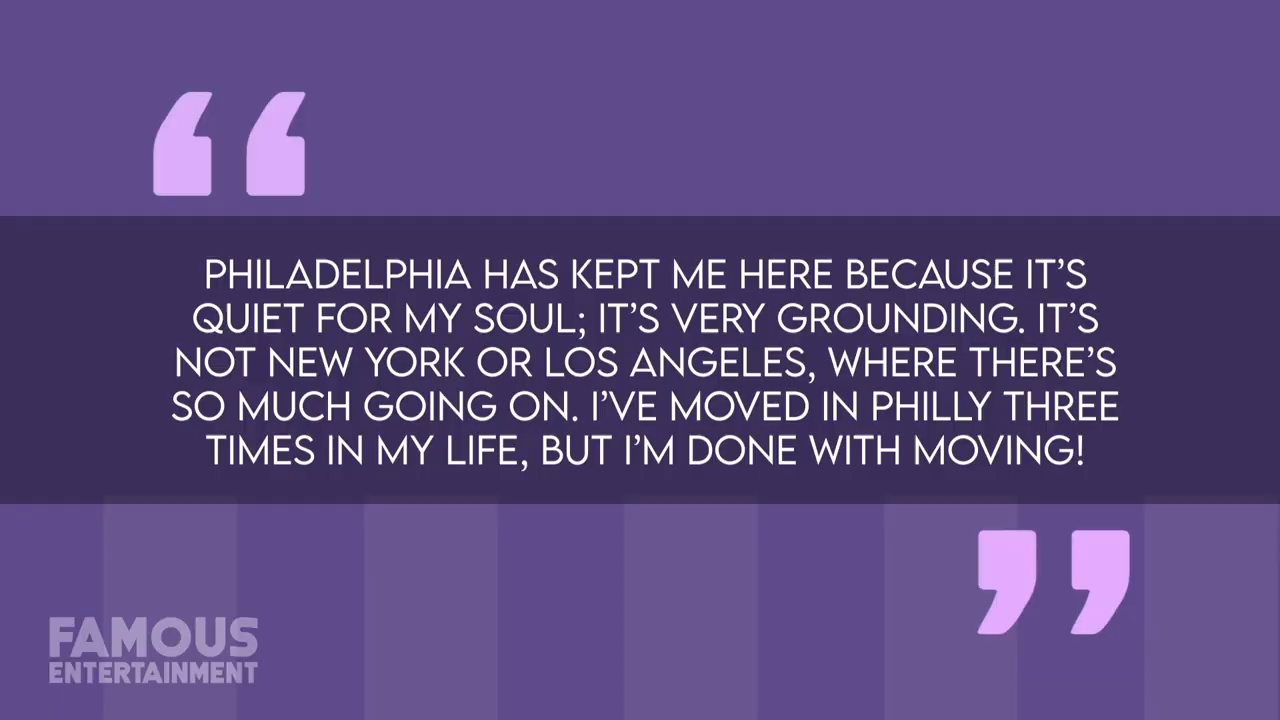 PHILADELPHIA HAS KEPT ME HERE BECAUSE IT’S
QUIET FOR MY SOUL; IT’S VERY GROUNDING. IT’S
NOT NEW YORK OR LOS ANGELES, WHERE THERE’S
SO MUCH GOING ON. I’VE MOVED IN PHILLY THREE
TIMES IN MY LIFE, BUT I’M DONE WITH MOVING!
FAMOUS
ENTERTAINMENT